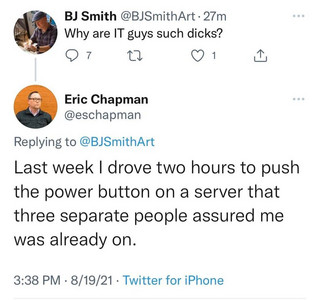 BJ Smith @BJSmithArt · 27m
Why are IT guys such dicks?
7 1
Eric Chapman
@eschapman
Replying to @BJSmithArt
Last week I drove two hours to push
the power button on a server that
three separate people assured me
was already on.
3:38 PM · 8/19/21 · Twitter for iPhone